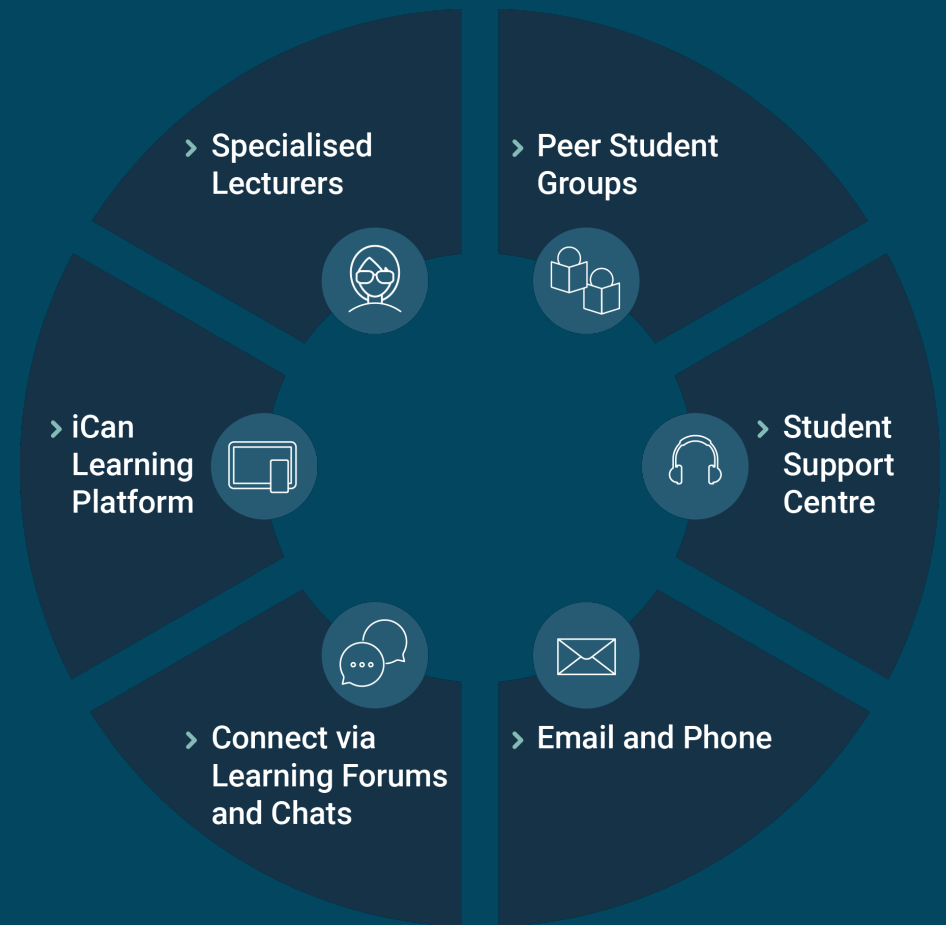 Specialised
Lecturers
Peer Student
Groups
iCan
Learning
Platform
Student
Support
Centre
Connect via
Learning Forums
and Chats
Email and Phone